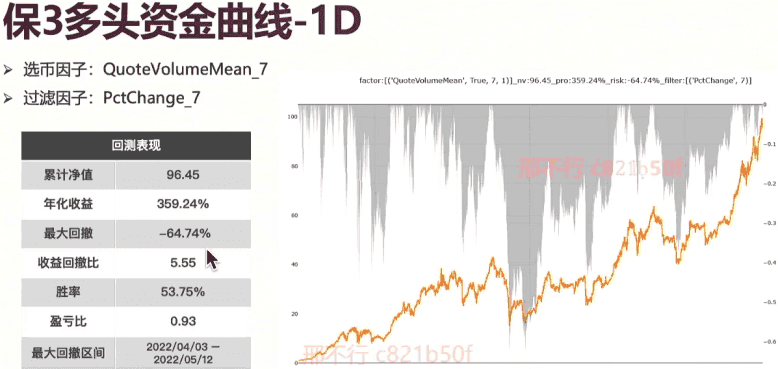 保3多头资金曲线-1D
➢ 选币因子：QuoteVolumeMean_7
➢ 过滤因子：PctChange_7
回测表现
累计净值 96.45
年化收益 359.24%
最大回撤 -64.74%
收益回撤比 5.55
胜率 53.75%
盈亏比 0.93
最大回撤区间 2022/04/03 – 2022/05/12
factor:[('QuoteVolumeMean', True, 7, 1)]_nv:96.45_pro:359.24%_risk:-64.74%_filter:[('PctChange', 7)]
100
80
60
40
20
0
0
-0.1
-0.2
-0.3
-0.4
-0.5
-0.6
邢不行 c821b50f
邢不行 c821b50f